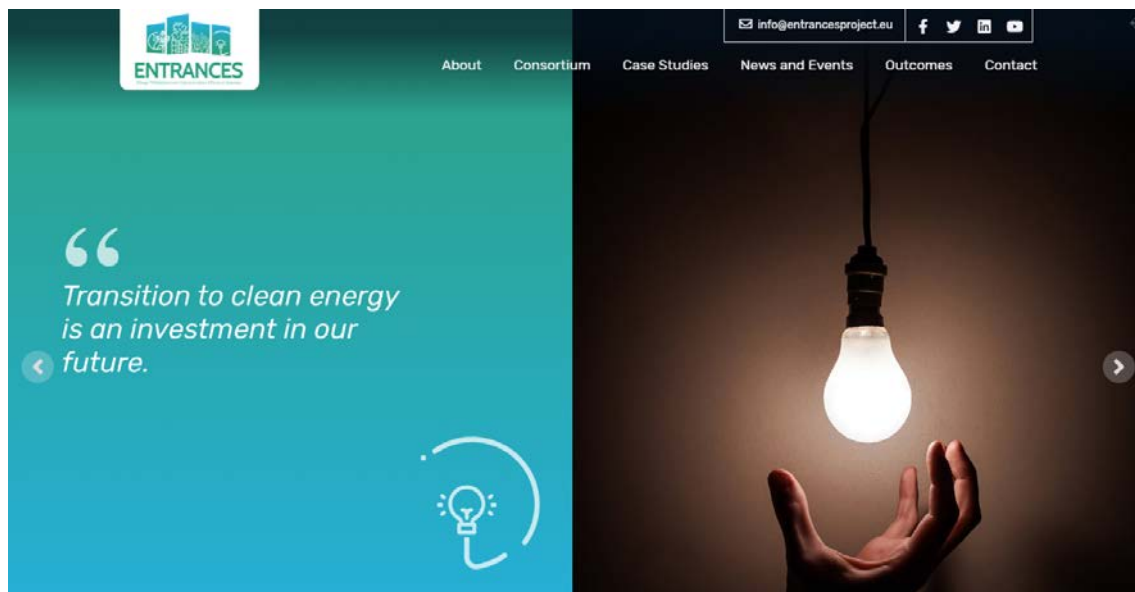 ENTRANCES
info@entrancesproject.eu
About Consortium Case Studies News and Events Outcomes Contact
“
Transition to clean energy
is an investment in our
future.